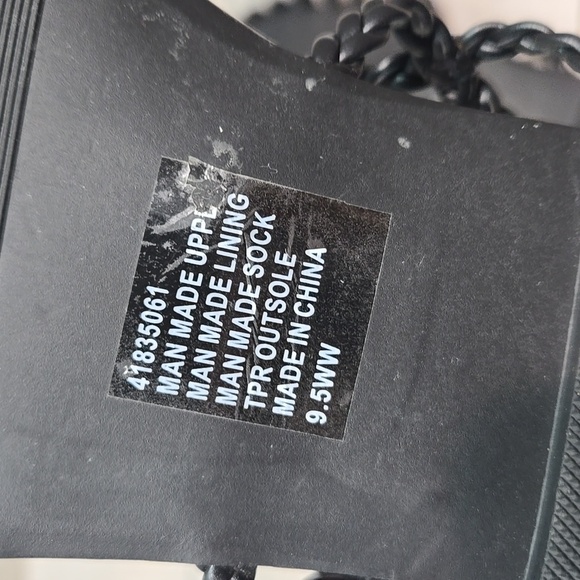 41835061
MAN MADE UPPE
MAN MADE LINING
MAN MADE SOCK
TPR OUTSOLE
MADE IN CHINA
9.5WW